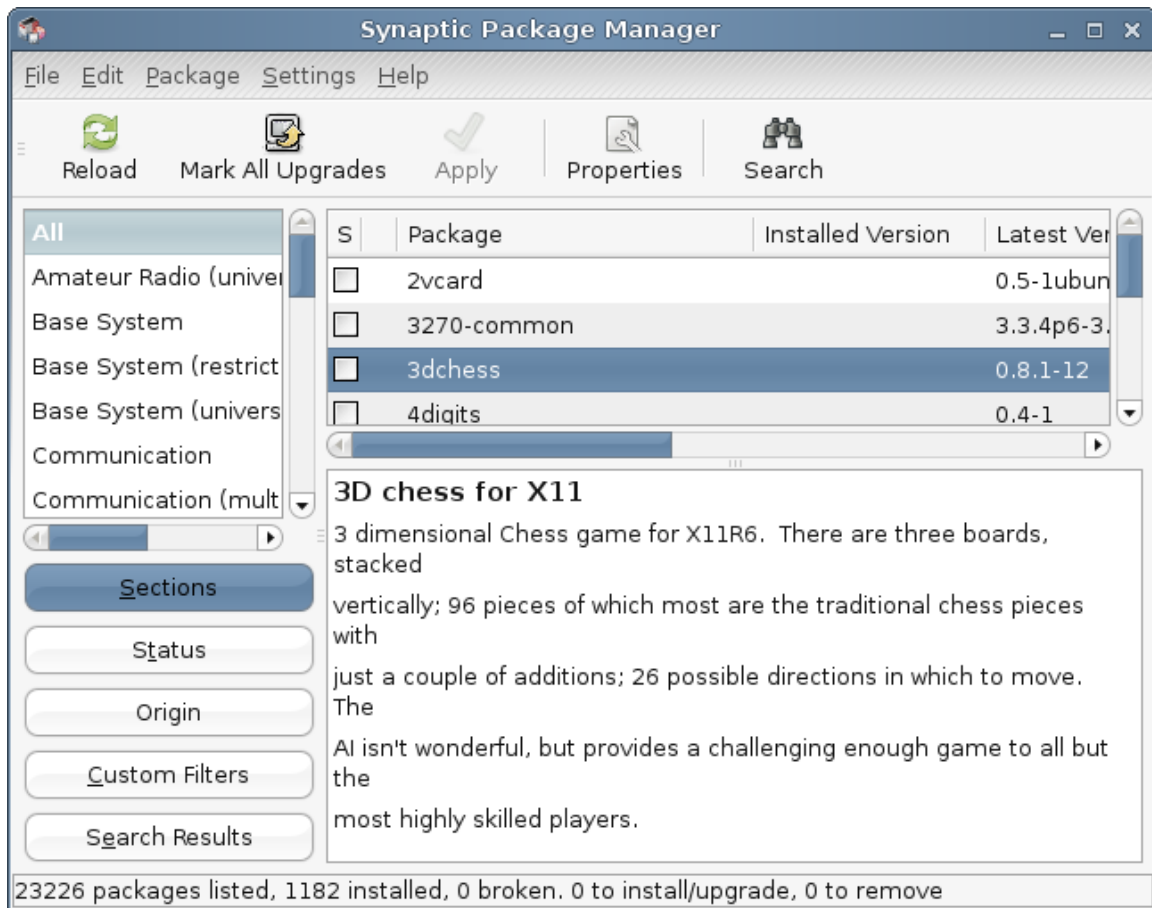 Synaptic Package Manager
File Edit Package Settings Help
Reload Mark All Upgrades Apply Properties Search
All
Amateur Radio (univer
Base System
Base System (restrict
Base System (univers
Communication
Communication (mult
S Package Installed Version Latest Ver
2vcard 0.5-1ubun
3270-common 3.3.4p6-3.
3dchess 0.8.1-12
4digits 0.4-1
Sections
Status
Origin
Custom Filters
Search Results
3D chess for X11
3 dimensional Chess game for X11R6.  There are three boards,
stacked
vertically; 96 pieces of which most are the traditional chess pieces
with
just a couple of additions; 26 possible directions in which to move.
The
AI isn't wonderful, but provides a challenging enough game to all but
the
most highly skilled players.
23226 packages listed, 1182 installed, 0 broken. 0 to install/upgrade, 0 to remove